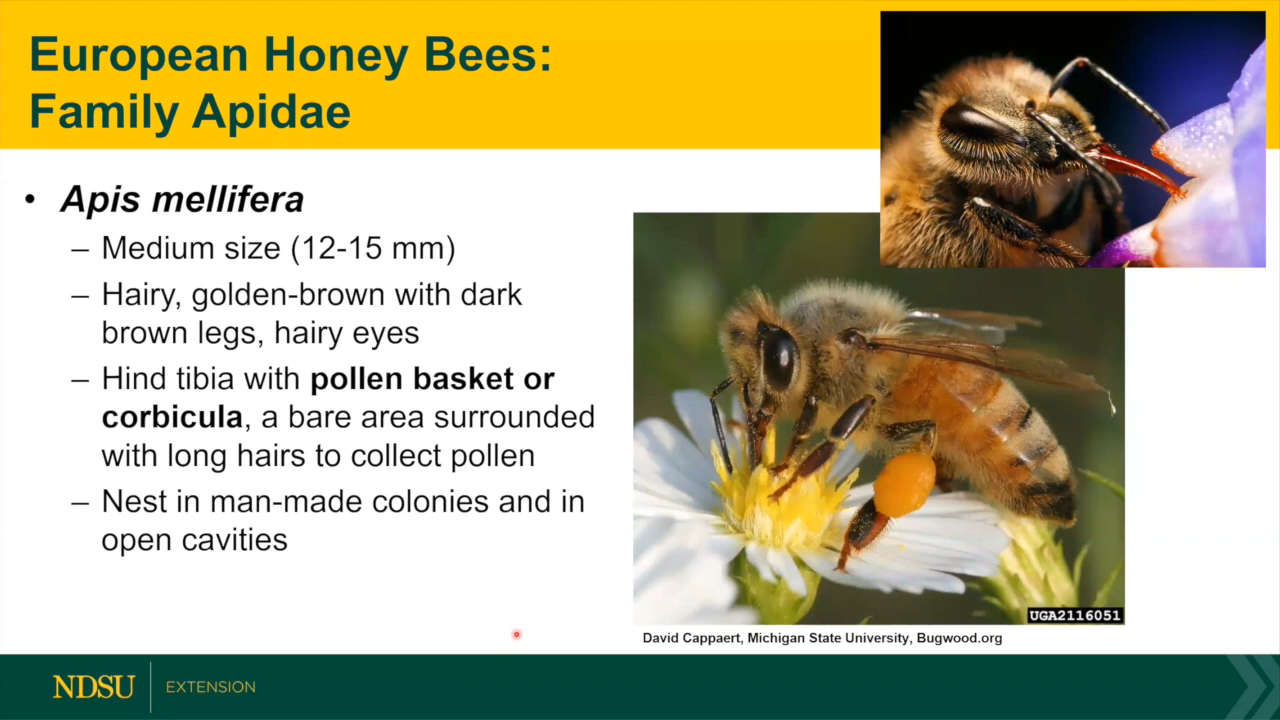 European Honey Bees:
Family Apidae
• Apis mellifera
– Medium size (12-15 mm)
– Hairy, golden-brown with dark
brown legs, hairy eyes
– Hind tibia with pollen basket or
corbicula, a bare area surrounded
with long hairs to collect pollen
– Nest in man-made colonies and in
open cavities
UGA2116051
David Cappaert, Michigan State University, Bugwood.org
NDSU EXTENSION